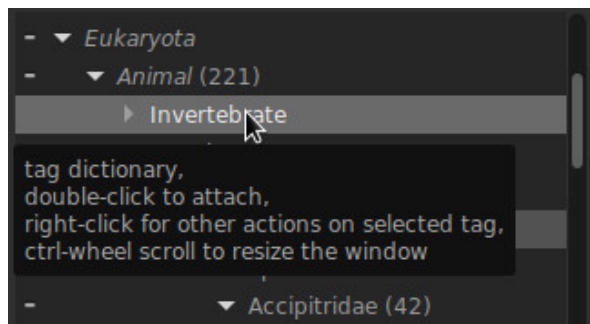 - Eukaryota
- Animal (221)
Invertebrate
tag dictionary,
double-click to attach,
right-click for other actions on selected tag,
ctrl-wheel scroll to resize the window
- Accipitridae (42)